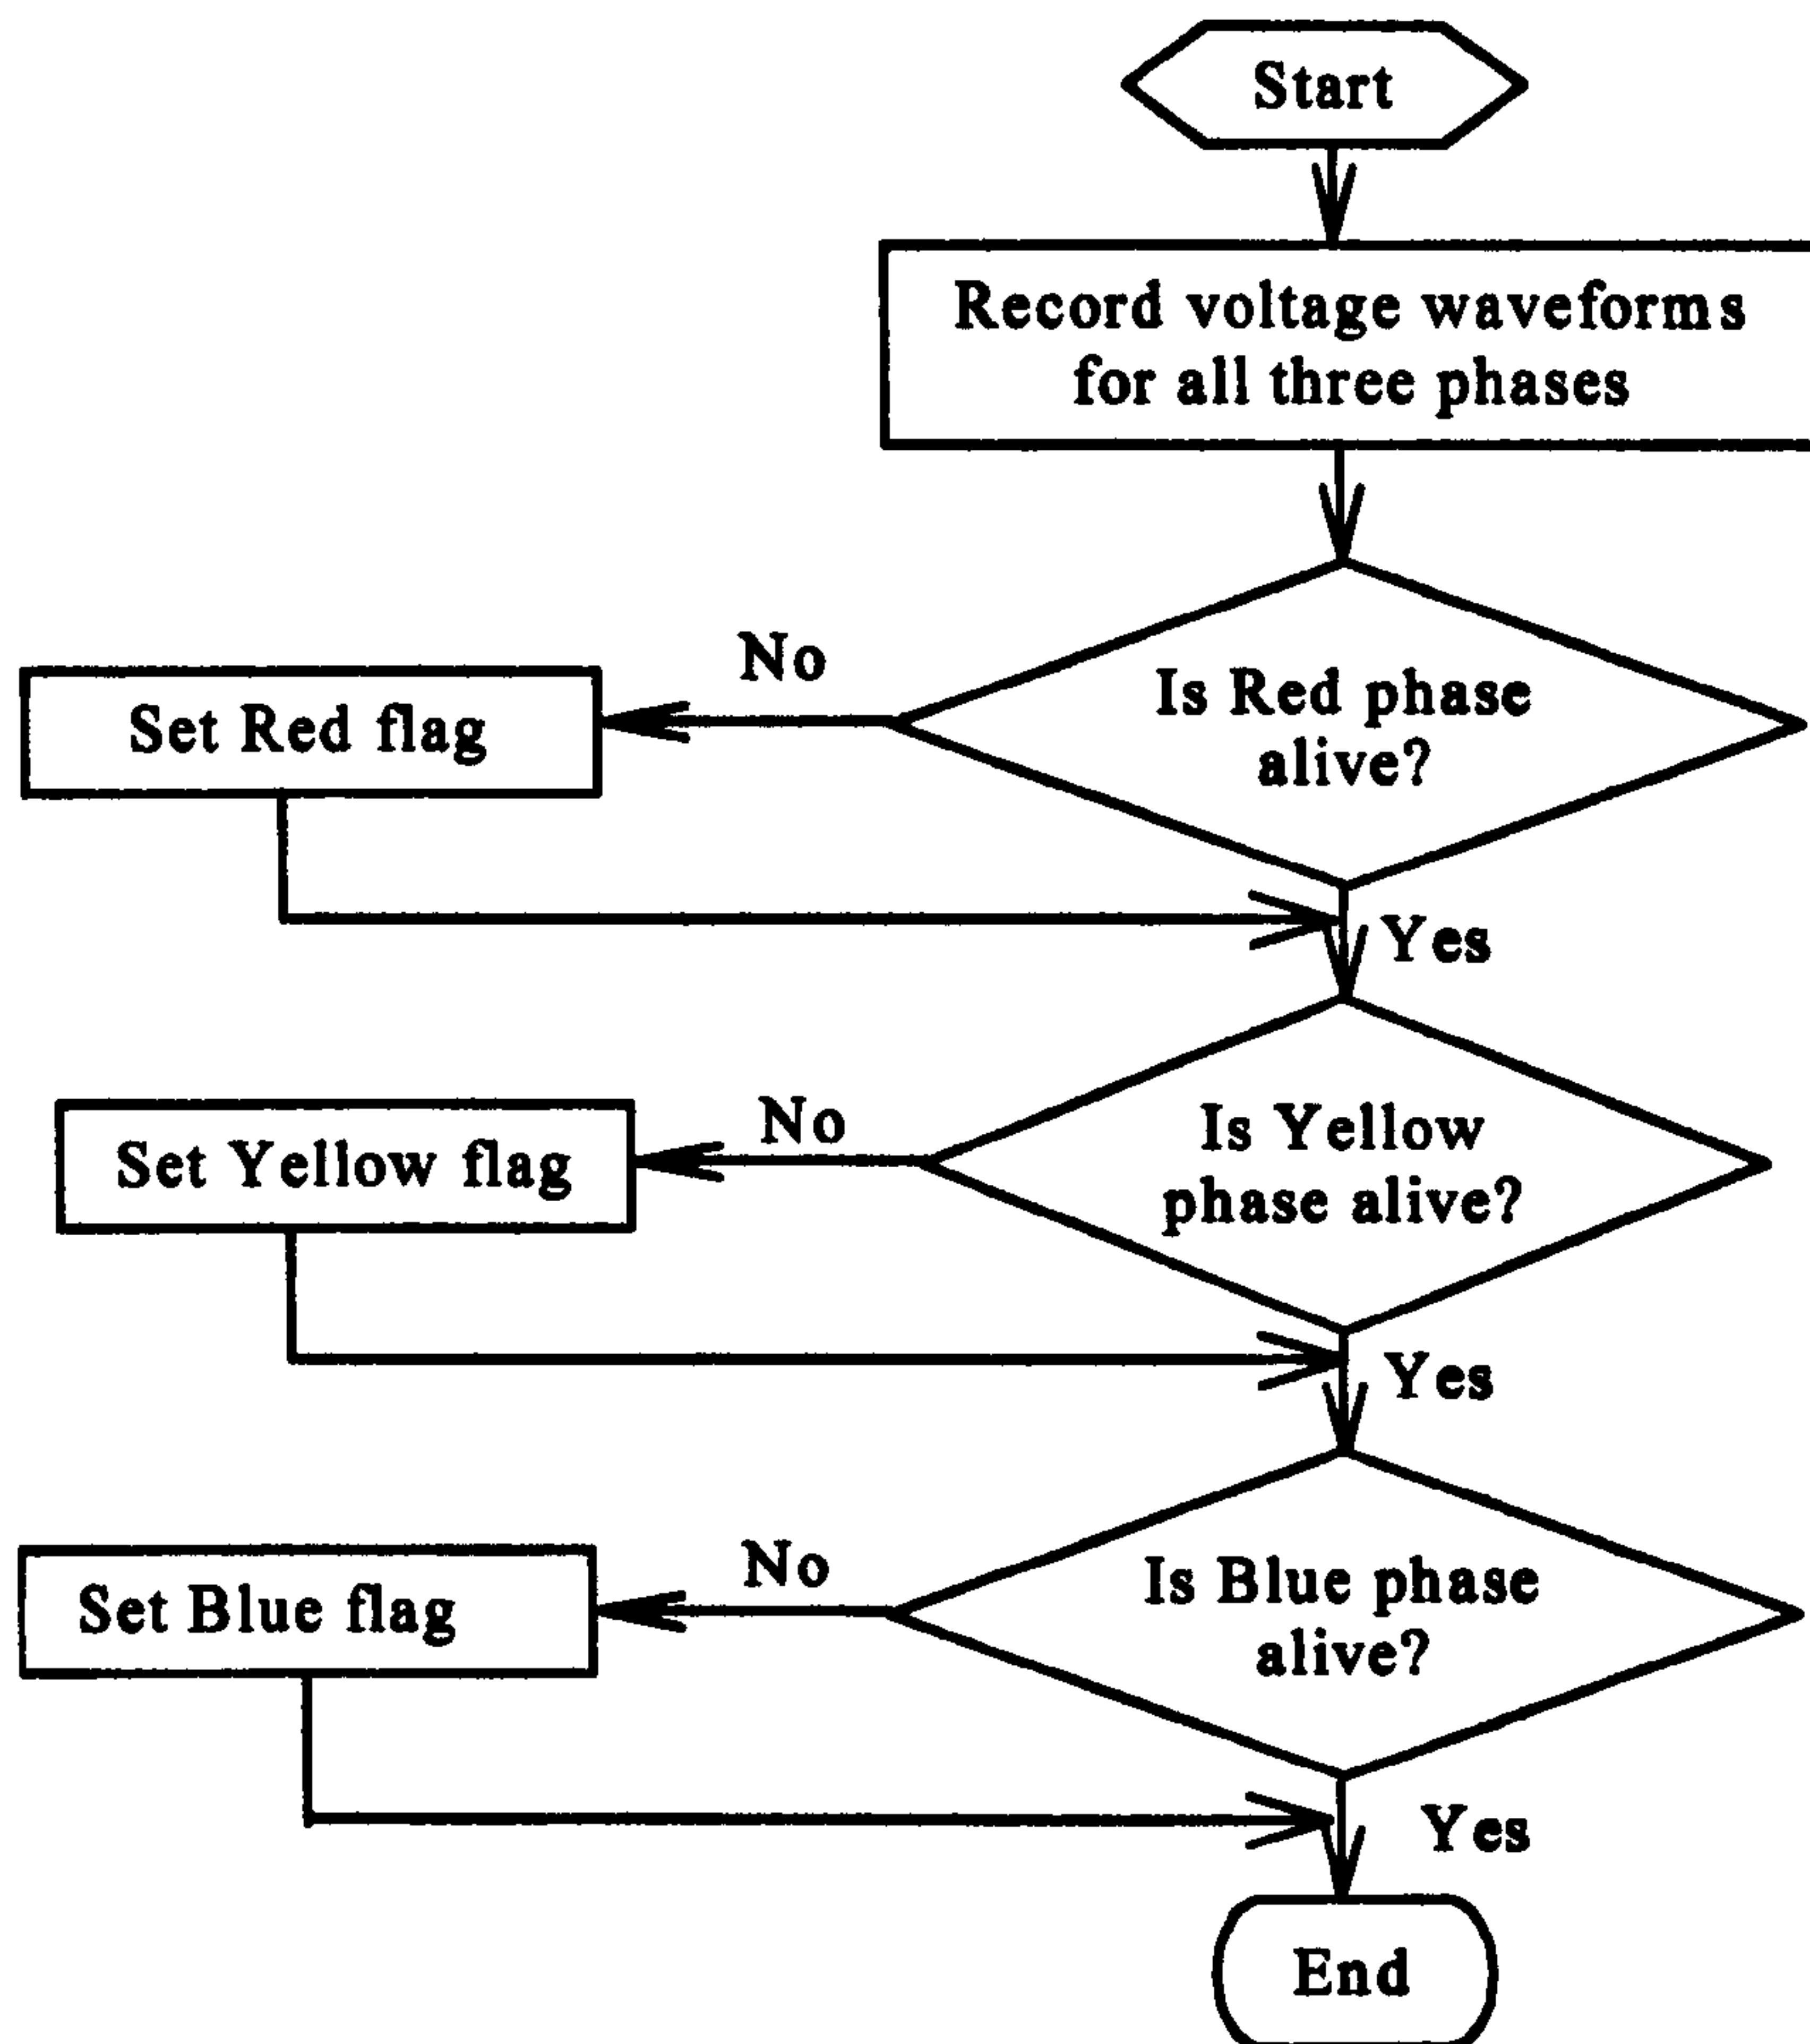 Start
Record voltage waveforms
for all three phases
No
Is Red phase
alive?
Set Red flag
Yes
No
Is Yellow
phase alive?
Set Yellow flag
Yes
No
Is Blue phase
alive?
Set Blue flag
Yes
End